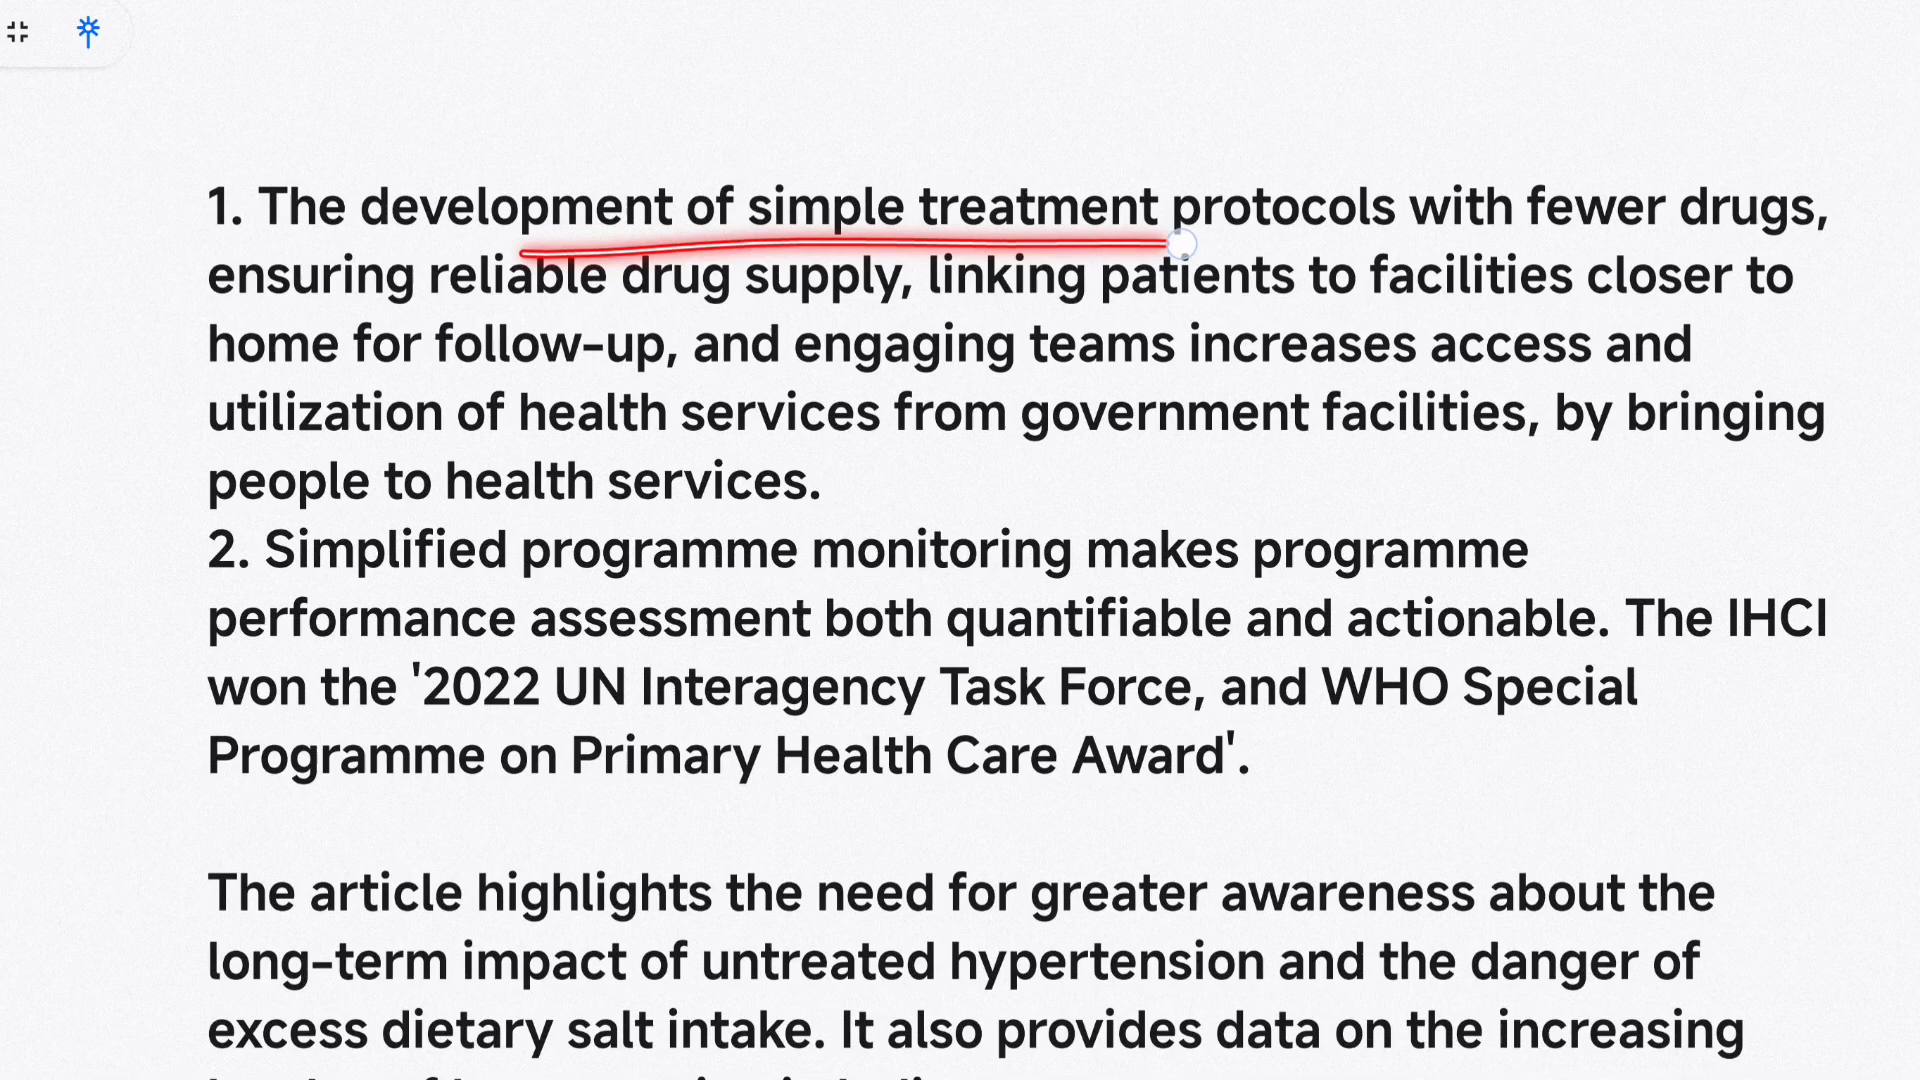 1. The development of simple treatment protocols with fewer drugs,
ensuring reliable drug supply, linking patients to facilities closer to
home for follow-up, and engaging teams increases access and
utilization of health services from government facilities, by bringing
people to health services.
2. Simplified programme monitoring makes programme
performance assessment both quantifiable and actionable. The IHCI
won the '2022 UN Interagency Task Force, and WHO Special
Programme on Primary Health Care Award'.
The article highlights the need for greater awareness about the
long-term impact of untreated hypertension and the danger of
excess dietary salt intake. It also provides data on the increasing